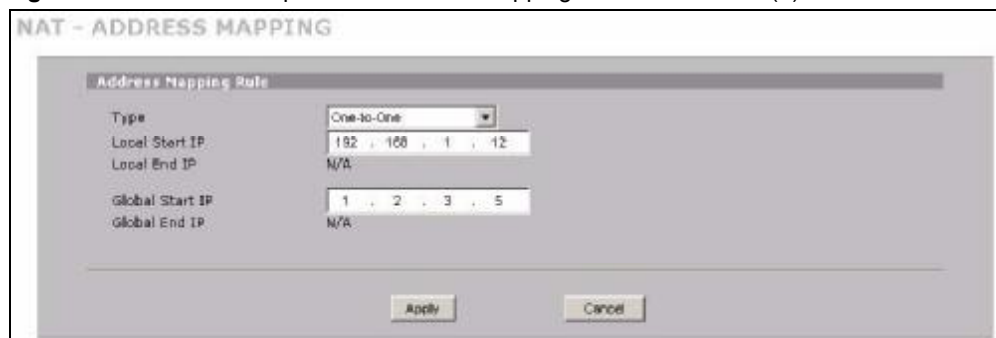 NAT - ADDRESS MAPPING
Address Mapping Rule
Type One-to-One
Local Start IP 192 . 168 . 1 . 12
Local End IP N/A
Global Start IP 1 . 2 . 3 . 5
Global End IP N/A
Apply Cancel